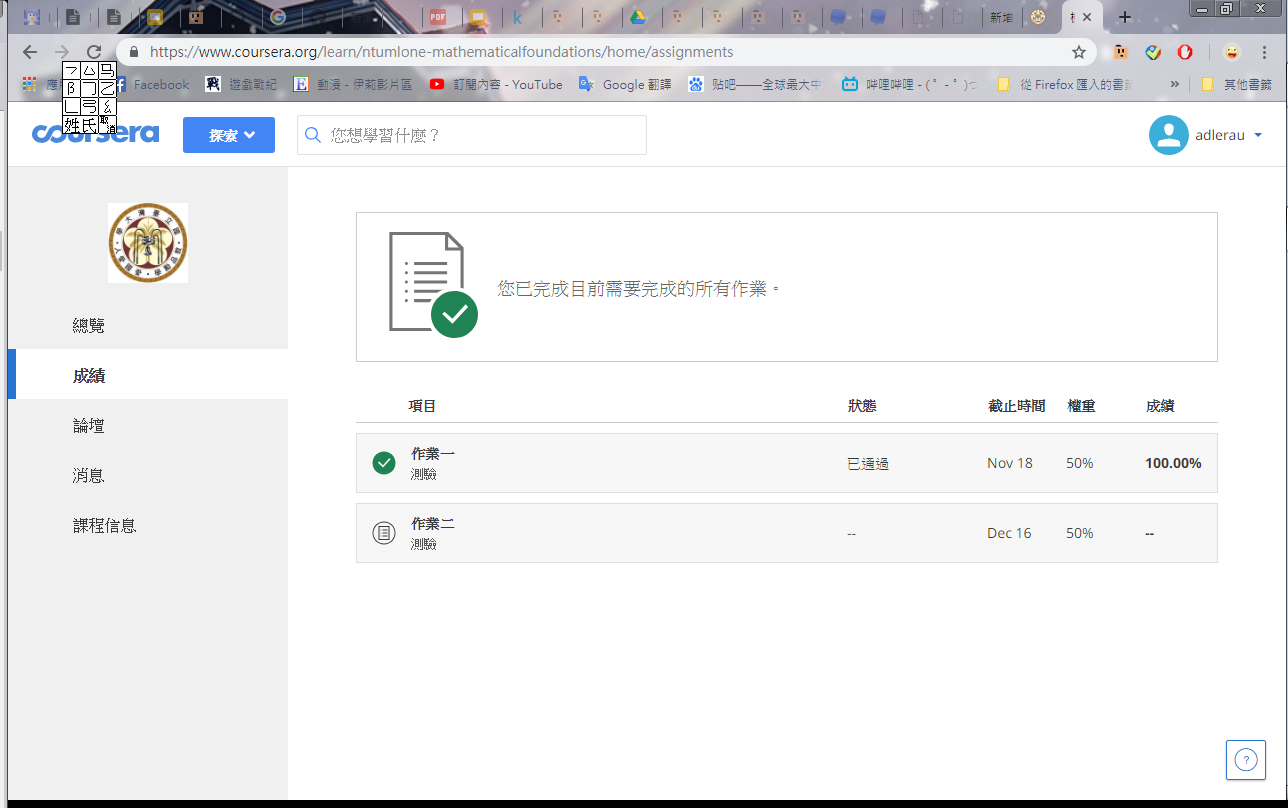 PDF
新增
https://www.coursera.org/learn/ntumlone-mathematicalfoundations/home/assignments
Facebook
遊戲戰紀
動漫 - 伊莉影片區
訂閱內容 - YouTube
Google 翻譯
貼吧——全球最大中
嗶哩嗶哩 - ( ゜- ゜)つ
從 Firefox 匯入的書籤
»
其他書籤
姓氏 取消
coursera
探索
您想學習什麼？
adlerau
總覽
成績
論壇
消息
課程信息
您已完成目前需要完成的所有作業。
項目 狀態 截止時間 權重 成績
作業一 已通過 Nov 18 50% 100.00%
測驗
作業二 -- Dec 16 50% --
測驗
?